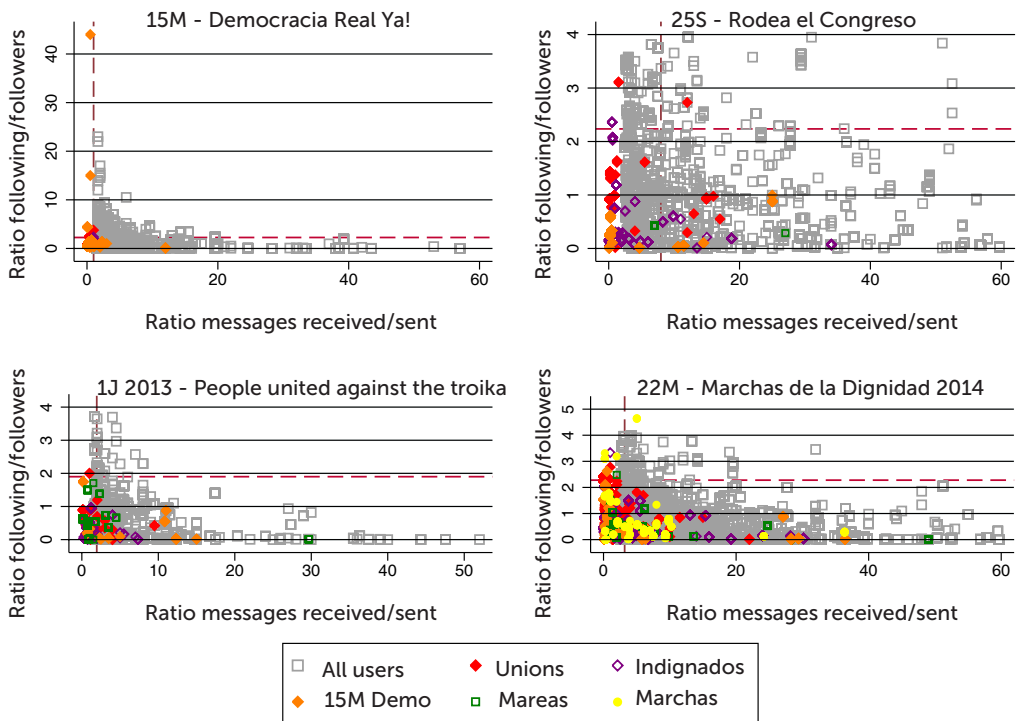 15M - Democracia Real Ya!
Ratio following/followers
40
30
20
10
0
0 20 40 60
Ratio messages received/sent
25S - Rodea el Congreso
Ratio following/followers
4
3
2
1
0
0 20 40 60
Ratio messages received/sent
1J 2013 - People united against the troika
Ratio following/followers
4
3
2
1
0
0 10 20 30 40 50
Ratio messages received/sent
22M - Marchas de la Dignidad 2014
Ratio following/followers
5
4
3
2
1
0
0 20 40 60
Ratio messages received/sent
All users Unions Indignados
15M Demo Mareas Marchas